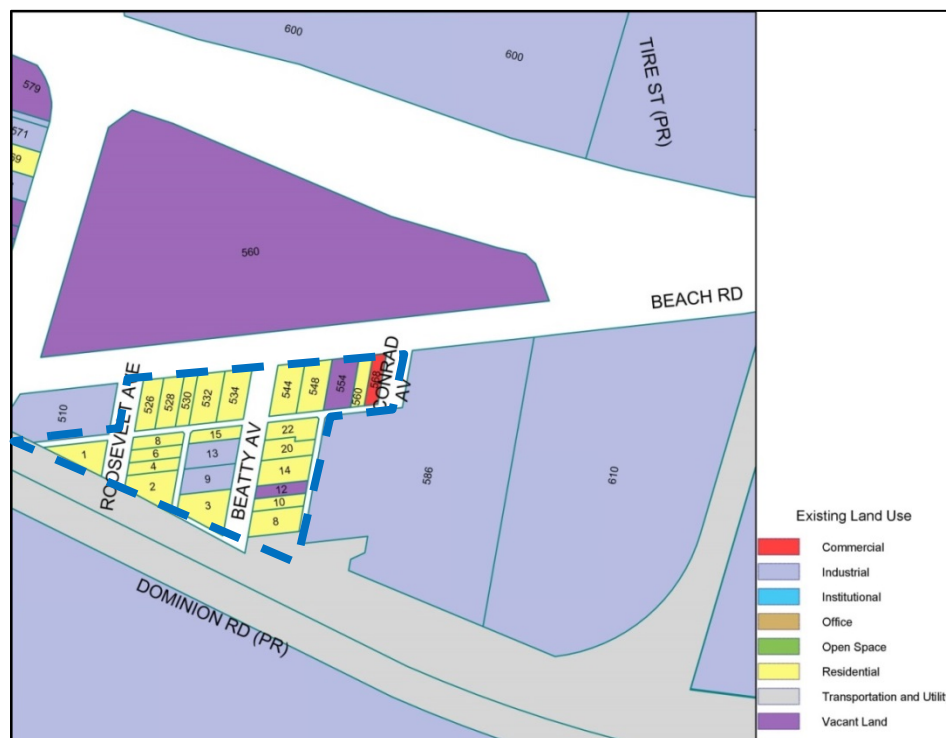 600
600
TIRE ST (PR)
579
571
69
560
BEACH RD
510
ROOSEVELT AVE
526
528
530
532
534
544
548
554
560
568
CONRAD
AV
1
8
6
4
2
15
13
9
3
BEATTY AV
22
20
14
12
10
8
586
610
DOMINION RD (PR)
Existing Land Use
Commercial
Industrial
Institutional
Office
Open Space
Residential
Transportation and Utilit
Vacant Land